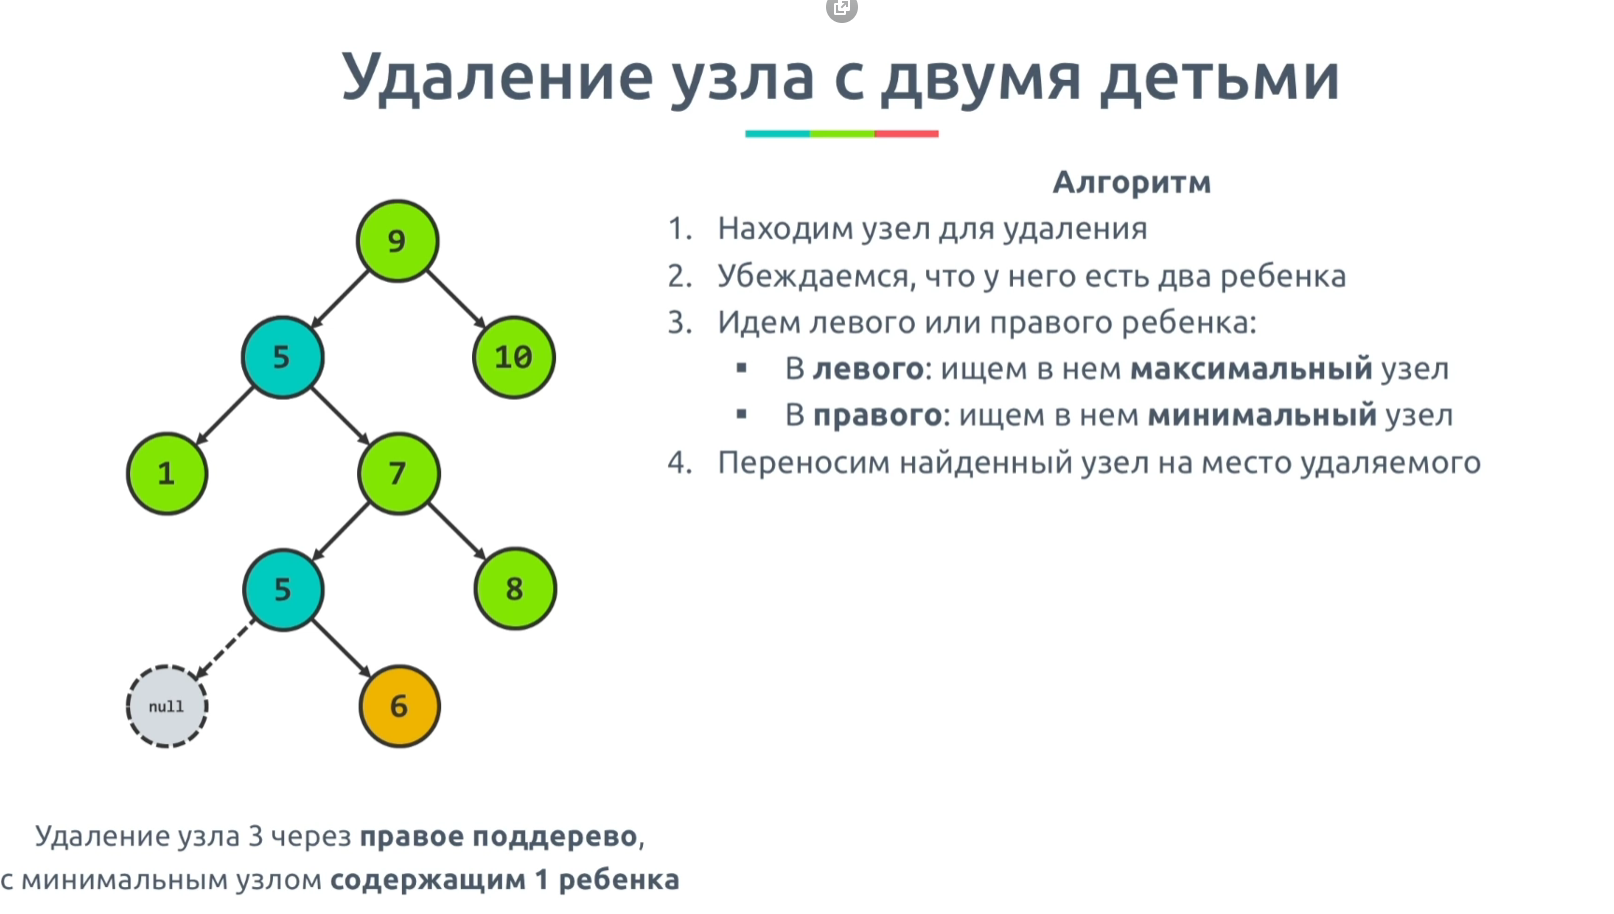 Удаление узла с двумя детьми
Алгоритм
1. Находим узел для удаления
2. Убеждаемся, что у него есть два ребенка
3. Идем левого или правого ребенка:
▪ В левого: ищем в нем максимальный узел
▪ В правого: ищем в нем минимальный узел
4. Переносим найденный узел на место удаляемого
9
5
10
1
7
5
8
null
6
Удаление узла 3 через правое поддерево,
с минимальным узлом содержащим 1 ребенка